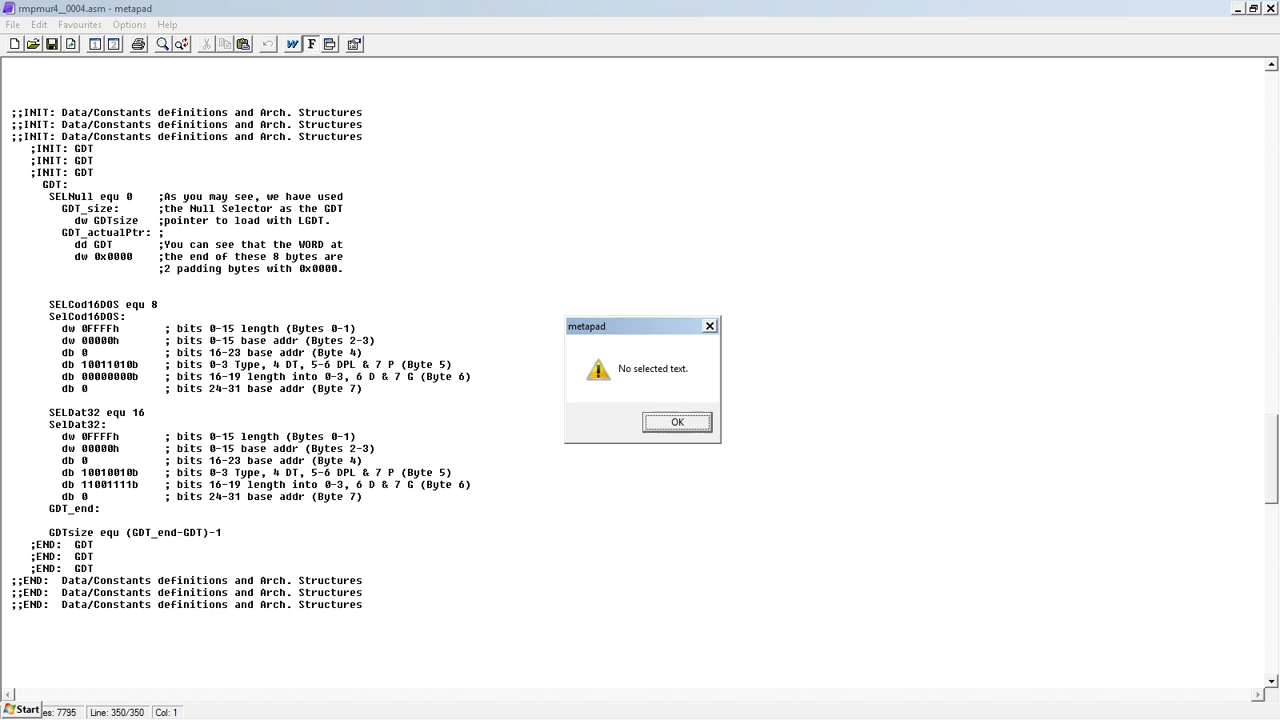 rmpmur4__0004.asm - metapad
File Edit Favourites Options Help
;;INIT: Data/Constants definitions and Arch. Structures
;;INIT: Data/Constants definitions and Arch. Structures
;;INIT: Data/Constants definitions and Arch. Structures
;INIT: GDT
;INIT: GDT
;INIT: GDT
GDT:
SELNull equ 0 ;As you may see, we have used
GDT_size: ;the Null Selector as the GDT
dw GDTsize ;pointer to load with LGDT.
GDT_actualPtr: ;
dd GDT ;You can see that the WORD at
dw 0x0000 ;the end of these 8 bytes are
;2 padding bytes with 0x0000.
SELCod16DOS equ 8
SelCod16DOS:
dw 0FFFFh ; bits 0-15 length (Bytes 0-1)
dw 00000h ; bits 0-15 base addr (Bytes 2-3)
db 0 ; bits 16-23 base addr (Byte 4)
db 10011010b ; bits 0-3 Type, 4 DT, 5-6 DPL & 7 P (Byte 5)
db 00000000b ; bits 16-19 length into 0-3, 6 D & 7 G (Byte 6)
db 0 ; bits 24-31 base addr (Byte 7)
SELDat32 equ 16
SelDat32:
dw 0FFFFh ; bits 0-15 length (Bytes 0-1)
dw 00000h ; bits 0-15 base addr (Bytes 2-3)
db 0 ; bits 16-23 base addr (Byte 4)
db 10010010b ; bits 0-3 Type, 4 DT, 5-6 DPL & 7 P (Byte 5)
db 11001111b ; bits 16-19 length into 0-3, 6 D & 7 G (Byte 6)
db 0 ; bits 24-31 base addr (Byte 7)
GDT_end:
GDTsize equ (GDT_end-GDT)-1
;END: GDT
;END: GDT
;END: GDT
;;END: Data/Constants definitions and Arch. Structures
;;END: Data/Constants definitions and Arch. Structures
;;END: Data/Constants definitions and Arch. Structures
metapad
No selected text.
OK
Start es: 7795 Line: 350/350 Col: 1